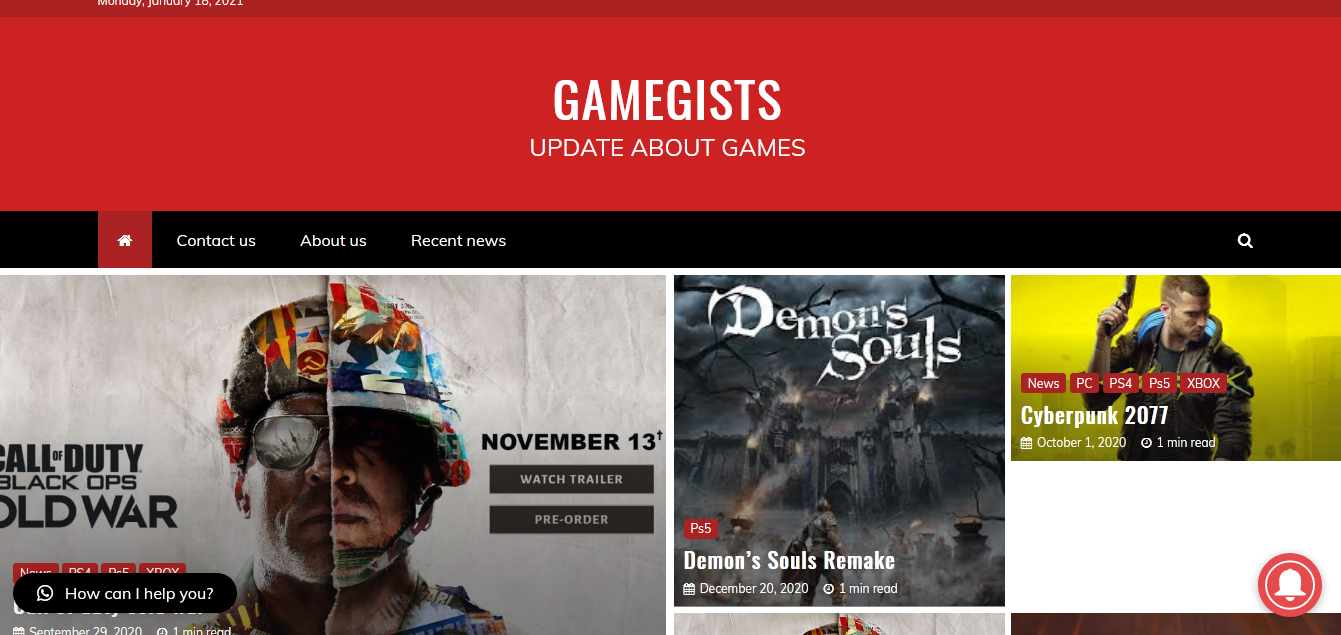 Monday, January 18, 2021
GAMEGISTS
UPDATE ABOUT GAMES
Contact us
About us
Recent news
CALL OF DUTY
BLACK OPS
COLD WAR
NOVEMBER 13†
WATCH TRAILER
PRE-ORDER
News PS4 Ps5 XBOX
How can I help you?
September 29, 2020 1 min read
Demon's Souls
Ps5
Demon’s Souls Remake
December 20, 2020 1 min read
News PC PS4 Ps5 XBOX
Cyberpunk 2077
October 1, 2020 1 min read